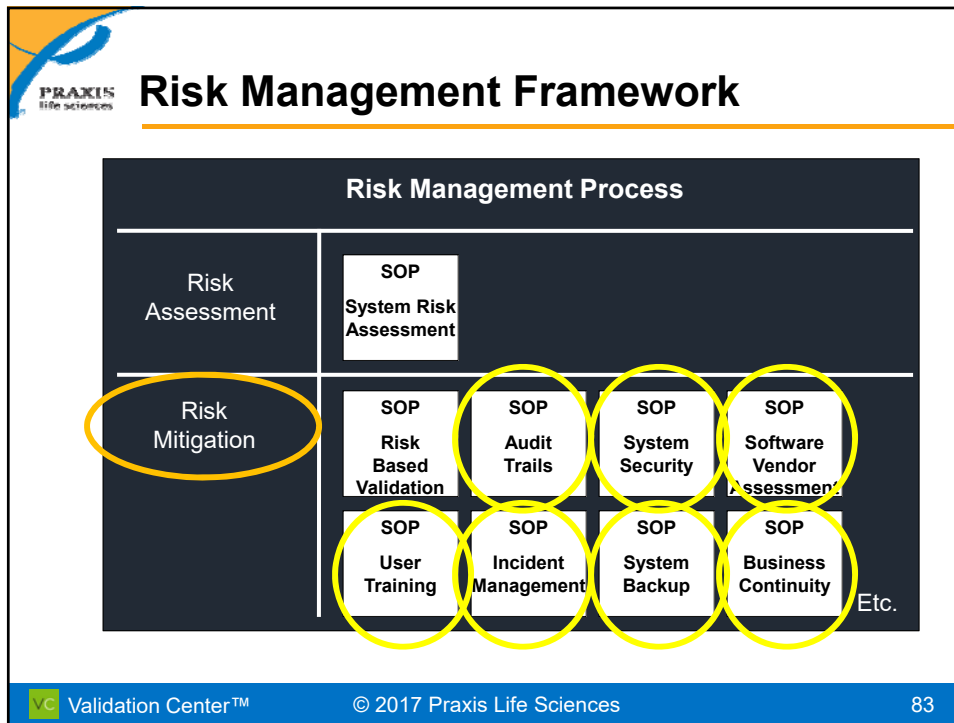 PRAXIS
life sciences
Risk Management Framework
Risk Management Process
Risk
Assessment
SOP
System Risk
Assessment
Risk
Mitigation
SOP
Risk
Based
Validation
SOP
Audit
Trails
SOP
System
Security
SOP
Software
Vendor
Assessment
SOP
User
Training
SOP
Incident
Management
SOP
System
Backup
SOP
Business
Continuity
Etc.
VC Validation Center™ © 2017 Praxis Life Sciences 83